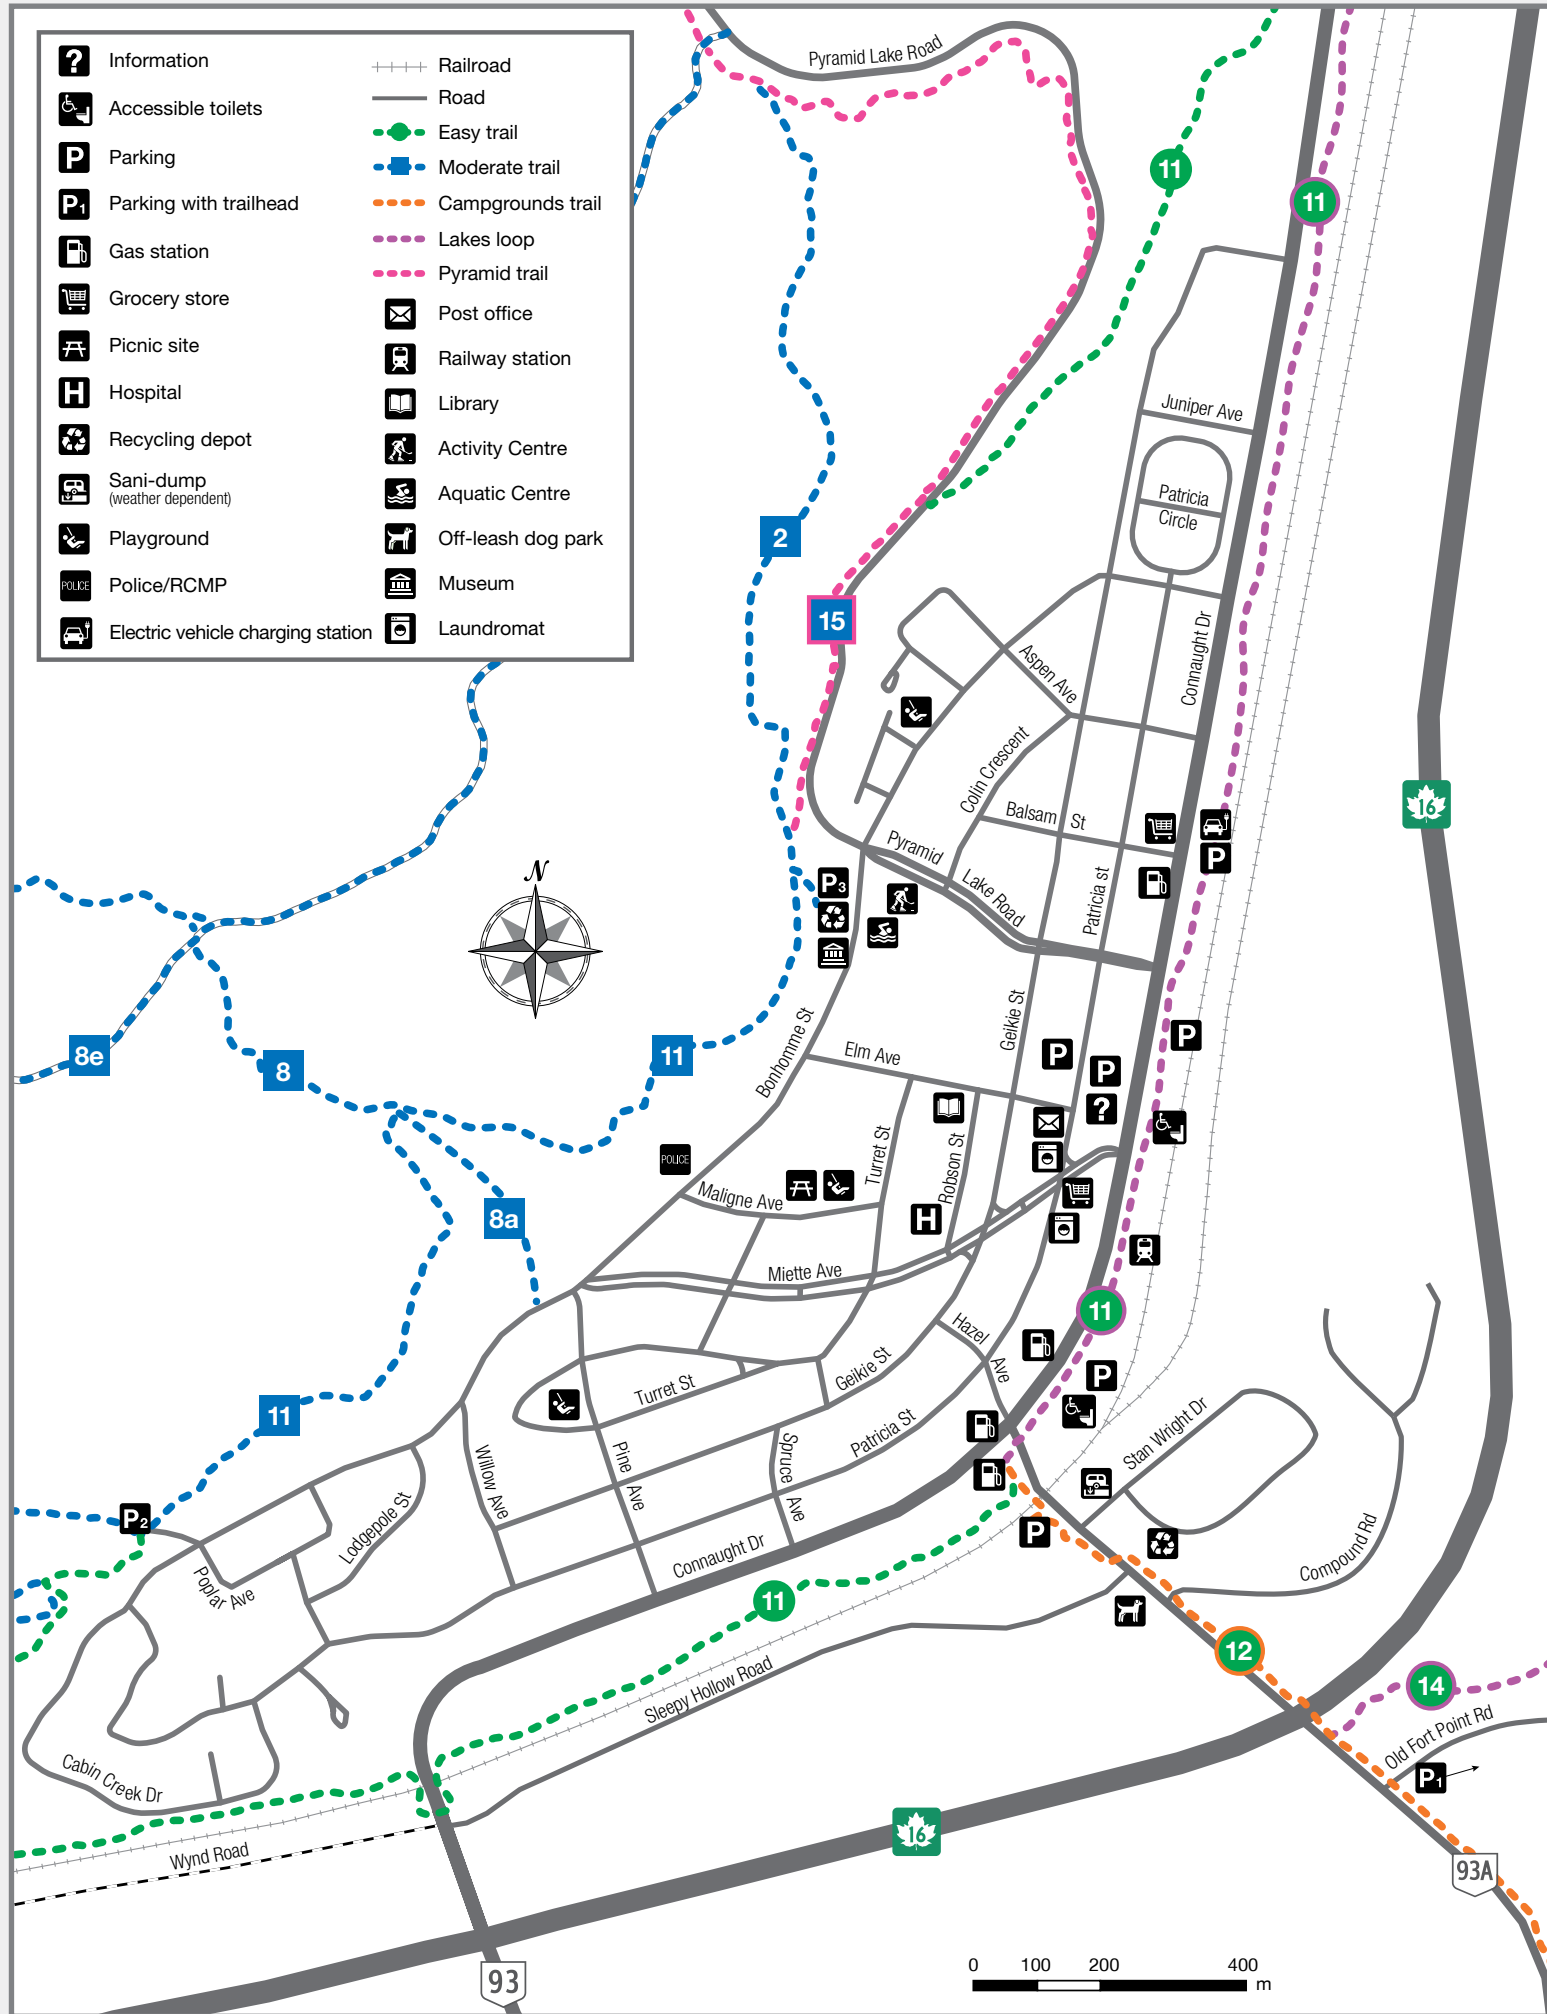 ?
Information
Accessible toilets
P
Parking
P1
Parking with trailhead
Gas station
Grocery store
Picnic site
H
Hospital
Recycling depot
Sani-dump
(weather dependent)
Playground
POLICE
Police/RCMP
Electric vehicle charging station
Railroad
Road
Easy trail
Moderate trail
Campgrounds trail
Lakes loop
Pyramid trail
Post office
Railway station
Library
Activity Centre
Aquatic Centre
Off-leash dog park
Museum
Laundromat
Pyramid Lake Road
11
11
Juniper Ave
Patricia
Circle
2
15
Aspen Ave
Connaught Dr
Colin Crescent
Balsam St
16
Pyramid
Lake Road
Patricia st
P
P3
N
Geikie St
P
P
P
?
Bonhomme St
Elm Ave
8e
8
11
POLICE
Turret St
Robson St
Maligne Ave
H
8a
Miette Ave
11
Hazel
Ave
P
Geikie St
Turret St
11
Patricia St
Stan Wright Dr
Willow Ave
Pine
Ave
Spruce
Ave
Lodgepole St
P2
P
Connaught Dr
Compound Rd
Poplar Ave
11
12
14
Sleepy Hollow Road
Old Fort Point Rd
P1
Cabin Creek Dr
16
Wynd Road
93A
93
0 100 200 400
m